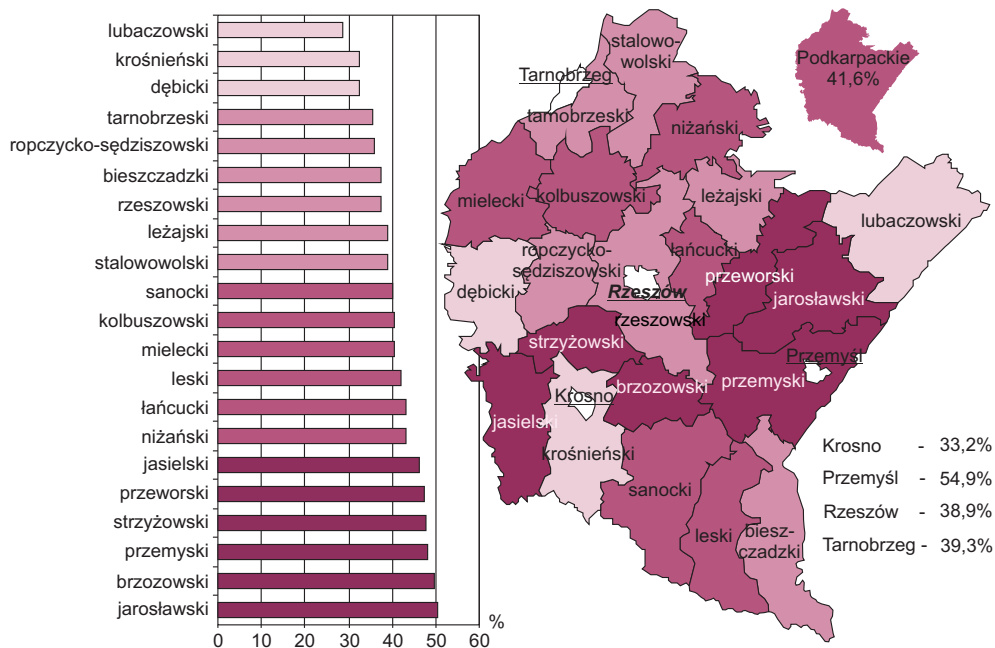 lubaczowski
krośnieński
dębicki
tarnobrzeski
ropczycko-sędziszowski
bieszczadzki
rzeszowski
leżajski
stalowowolski
sanocki
kolbuszowski
mielecki
leski
łańcucki
niżański
jasielski
przeworski
strzyżowski
przemyski
brzozowski
jarosławski
%
0 10 20 30 40 50 60
stalowo-
wolski
Tarnobrzeg
tarnobrzeski
niżański
mielecki
kolbuszowski
leżajski
lubaczowski
ropczycko-
sędziszowski
łańcucki
przeworski
jarosławski
dębicki
Rzeszów
rzeszowski
strzyżowski
Przemyśl
przemyski
brzozowski
Krosno
jasielski
krośnieński
sanocki
leski
biesz-
czadzki
Podkarpackie
41,6%
Krosno - 33,2%
Przemyśl - 54,9%
Rzeszów - 38,9%
Tarnobrzeg - 39,3%